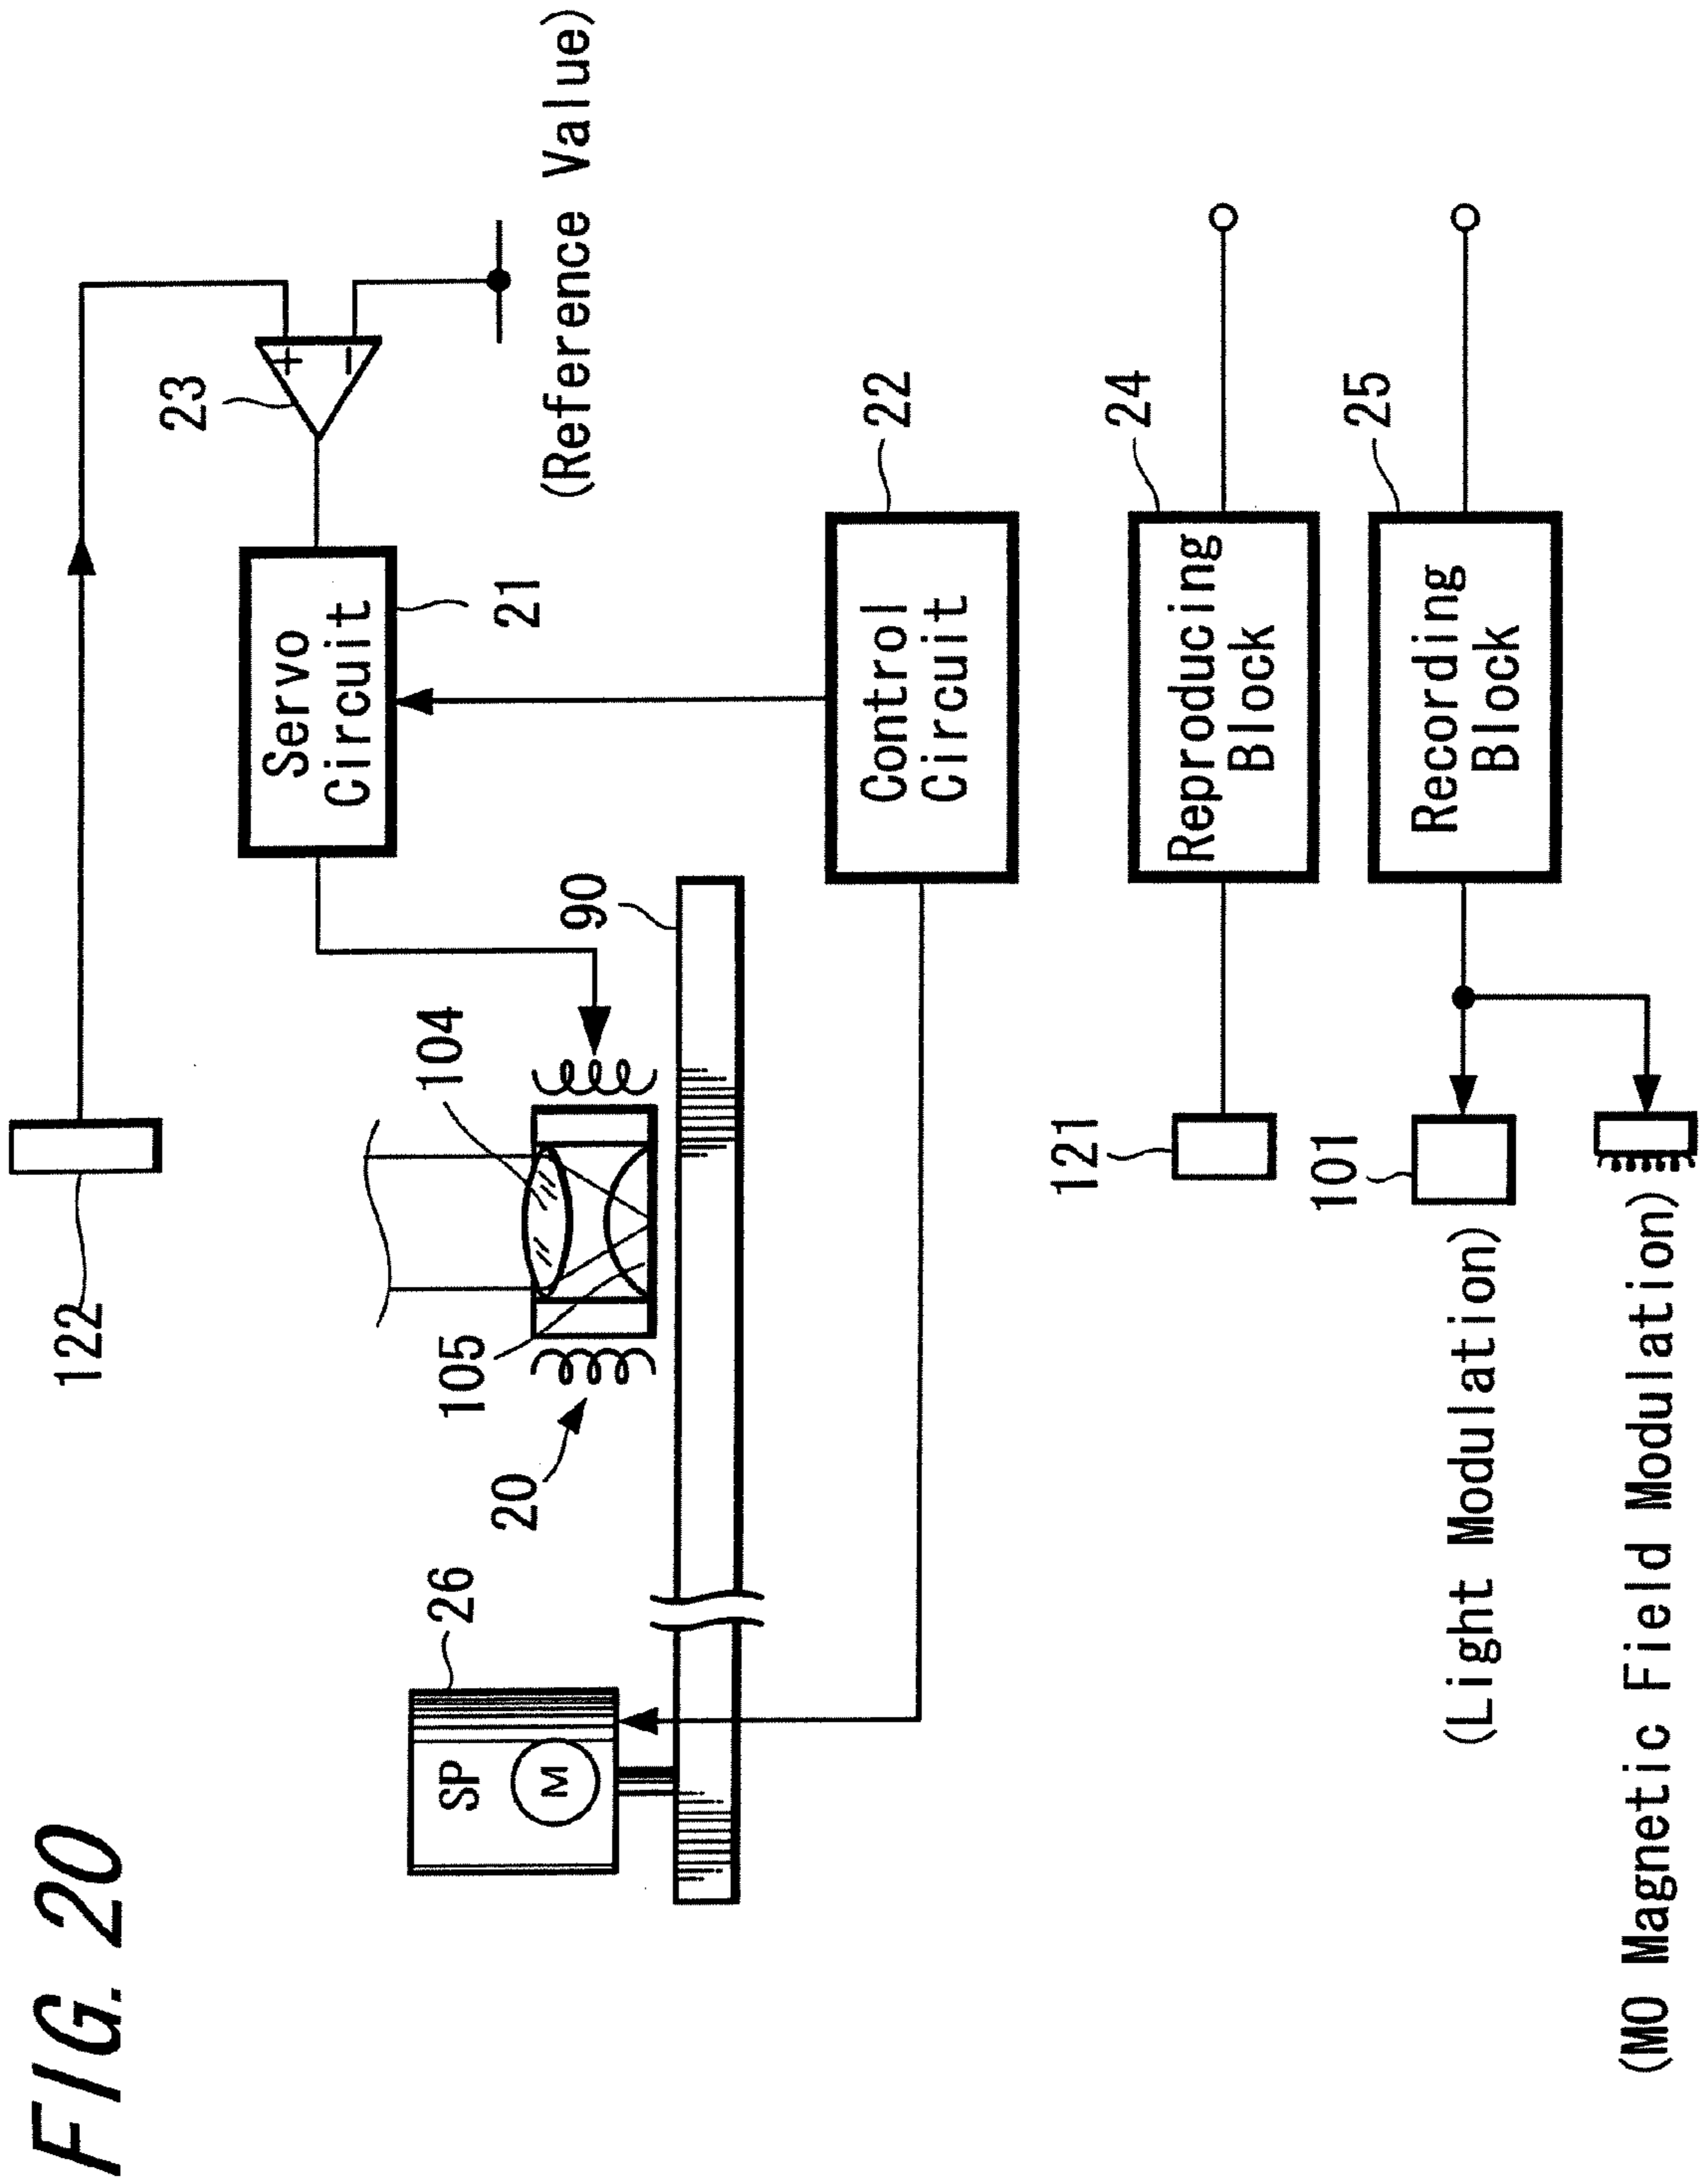 FIG. 20
122
23
+
−
(Reference Value)
Servo
Circuit
21
104
105
20
90
26
SP
M
Control
Circuit
22
121
Reproducing
Block
24
101
Recording
Block
25
(Light Modulation)
(MO Magnetic Field Modulation)